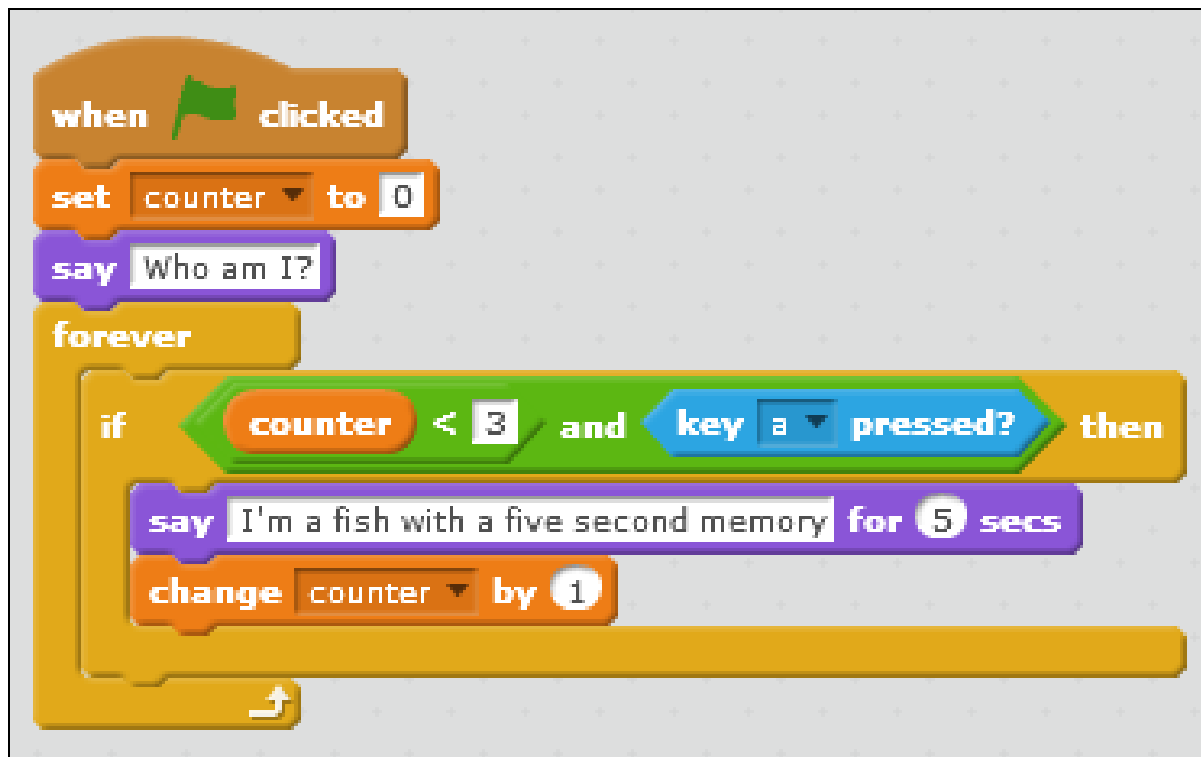 when clicked
set counter to 0
say Who am I?
forever
if counter < 3 and key a pressed? then
say I'm a fish with a five second memory for 5 secs
change counter by 1